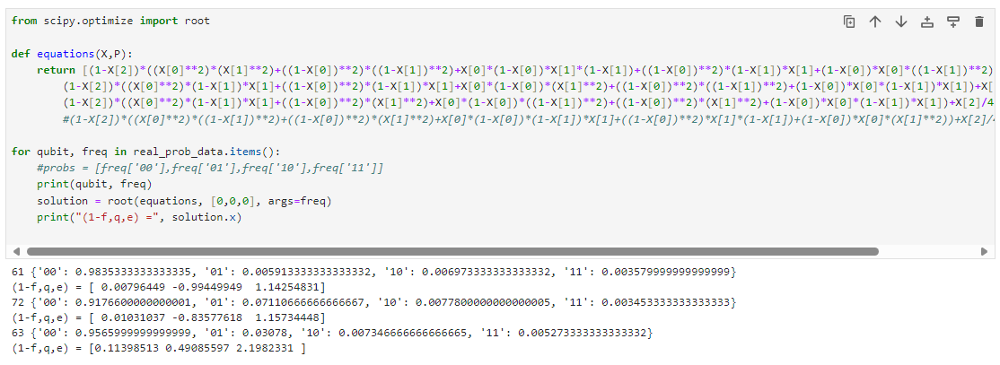 from scipy.optimize import root
def equations(X,P):
return [(1-X[2])*((X[0]**2)*(X[1]**2)+((1-X[0])**2)*((1-X[1])**2)+X[0]*(1-X[0])*X[1]*(1-X[1])+((1-X[0])**2)*(1-X[1])*X[1]+(1-X[0])*X[0]*((1-X[1])**2)
(1-X[2])*((X[0]**2)*(1-X[1])*X[1]+((1-X[0])**2)*(1-X[1])*X[1]+X[0]*(1-X[0])*(X[1]**2)+((1-X[0])**2)*((1-X[1])**2)+(1-X[0])*X[0]*(1-X[1])*X[1])+X[
(1-X[2])*((X[0]**2)*(1-X[1])*X[1]+((1-X[0])**2)*(X[1]**2)+X[0]*(1-X[0])*((1-X[1])**2)+((1-X[0])**2)*(X[1]**2)+(1-X[0])*X[0]*(1-X[1])*X[1])+X[2]/4
#(1-X[2])*((X[0]**2)*((1-X[1])**2)+((1-X[0])**2)*(X[1]**2)+X[0]*(1-X[0])*(1-X[1])*X[1]+((1-X[0])**2)*X[1]*(1-X[1])+(1-X[0])*X[0]*(X[1]**2))+X[2]/4
for qubit, freq in real_prob_data.items():
#probs = [freq['00'],freq['01'],freq['10'],freq['11']]
print(qubit, freq)
solution = root(equations, [0,0,0], args=freq)
print("(1-f,q,e) =", solution.x)
61 {'00': 0.9835333333333335, '01': 0.005913333333333332, '10': 0.006973333333333332, '11': 0.003579999999999999}
(1-f,q,e) = [ 0.00796449 -0.99449949  1.14254831]
72 {'00': 0.9176600000000001, '01': 0.07110666666666667, '10': 0.0077800000000000005, '11': 0.003453333333333333}
(1-f,q,e) = [ 0.01031037 -0.83577618  1.15734448]
63 {'00': 0.9565999999999999, '01': 0.03078, '10': 0.007346666666666665, '11': 0.005273333333333332}
(1-f,q,e) = [0.11398513 0.49085597 2.1982331 ]